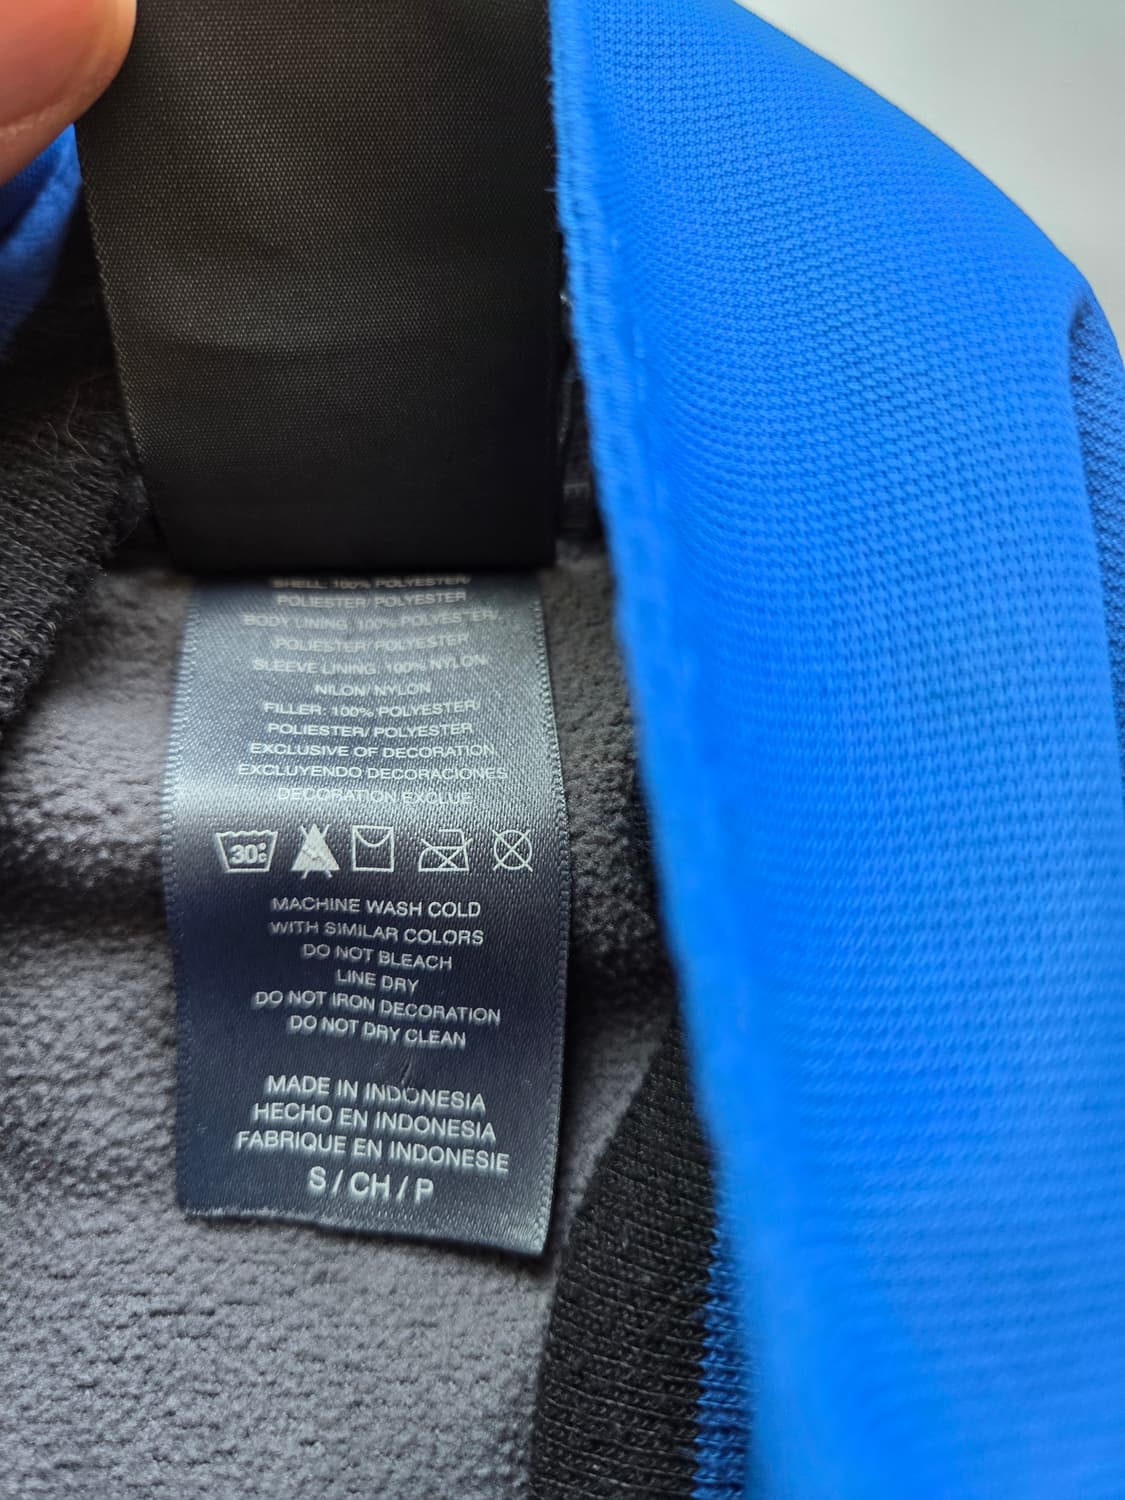 SHELL: 100% POLYESTER/
POLIESTER/ POLYESTER
BODY LINING: 100% POLYESTER/
POLIESTER/ POLYESTER
SLEEVE LINING: 100% NYLON/
NILON/ NYLON
FILLER: 100% POLYESTER/
POLIESTER/ POLYESTER
EXCLUSIVE OF DECORATION
EXCLUYENDO DECORACIONES
DECORATION EXCLUE
30
MACHINE WASH COLD
WITH SIMILAR COLORS
DO NOT BLEACH
LINE DRY
DO NOT IRON DECORATION
DO NOT DRY CLEAN
MADE IN INDONESIA
HECHO EN INDONESIA
FABRIQUE EN INDONESIE
S / CH / P